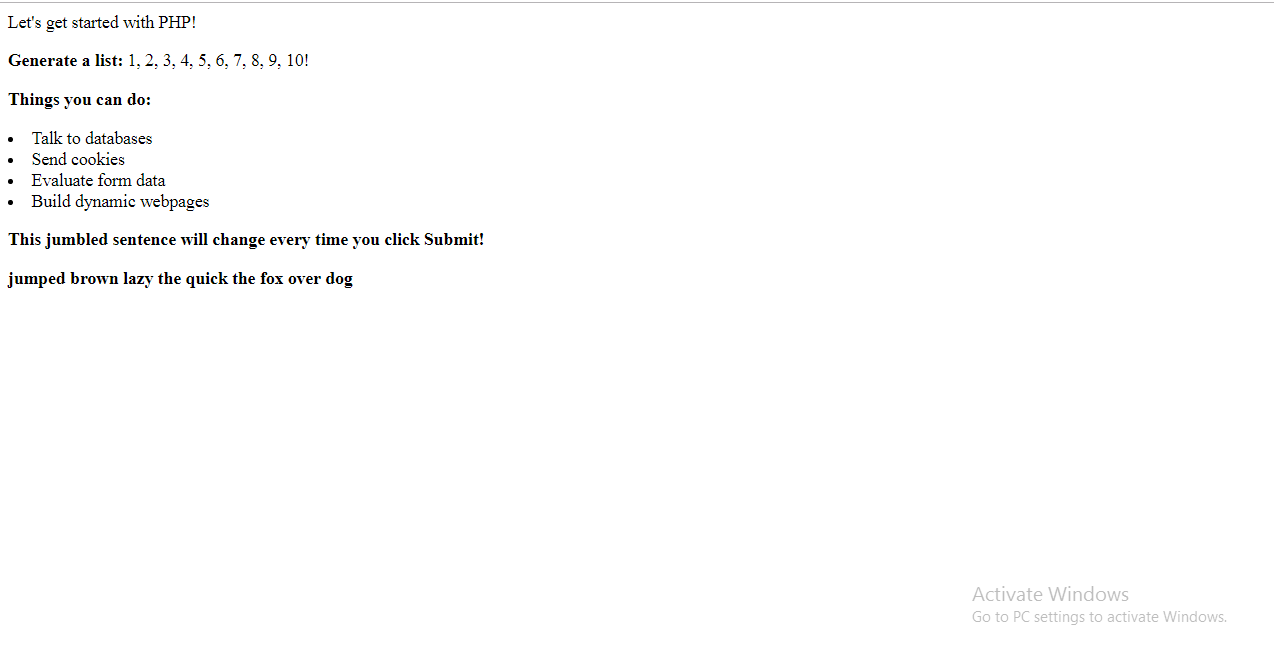 Let's get started with PHP!
Generate a list: 1, 2, 3, 4, 5, 6, 7, 8, 9, 10!
Things you can do:
• Talk to databases
• Send cookies
• Evaluate form data
• Build dynamic webpages
This jumbled sentence will change every time you click Submit!
jumped brown lazy the quick the fox over dog
Activate Windows
Go to PC settings to activate Windows.